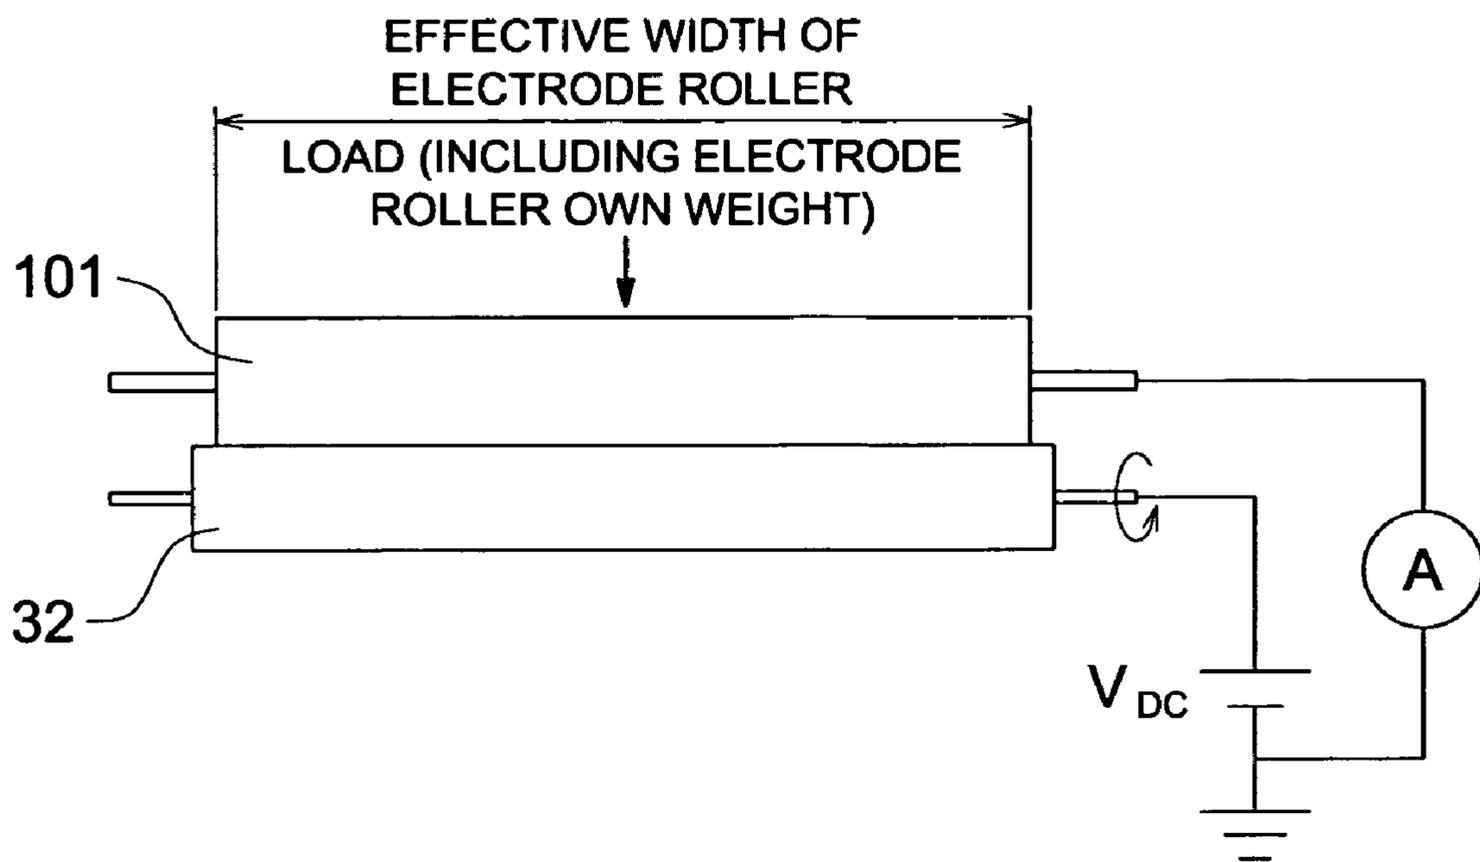 EFFECTIVE WIDTH OF
ELECTRODE ROLLER
LOAD (INCLUDING ELECTRODE
ROLLER OWN WEIGHT)
101
32
A
V DC